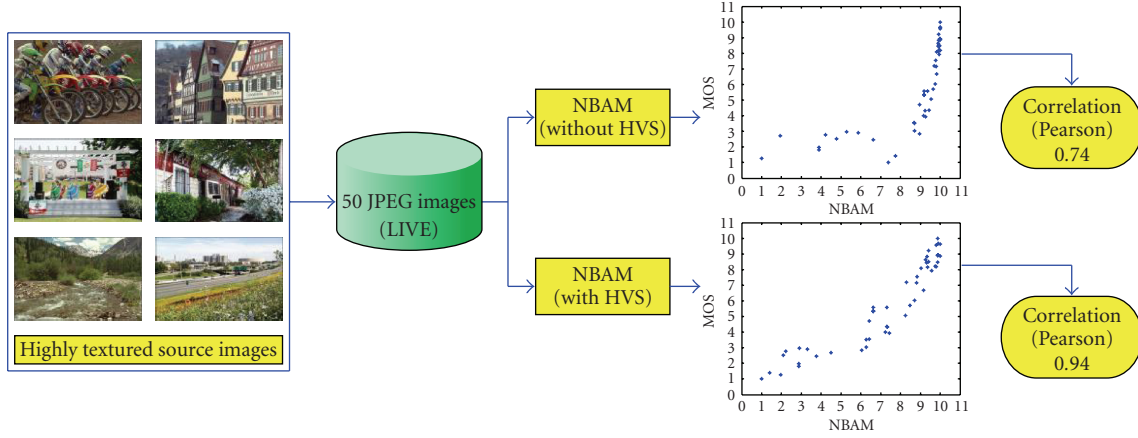 Highly textured source images
50 JPEG images
(LIVE)
NBAM
(without HVS)
NBAM
(with HVS)
MOS
11
10
9
8
7
6
5
4
3
2
1
0
0 1 2 3 4 5 6 7 8 9 10 11
NBAM
Correlation
(Pearson)
0.74
MOS
11
10
9
8
7
6
5
4
3
2
1
0
0 1 2 3 4 5 6 7 8 9 10 11
NBAM
Correlation
(Pearson)
0.94